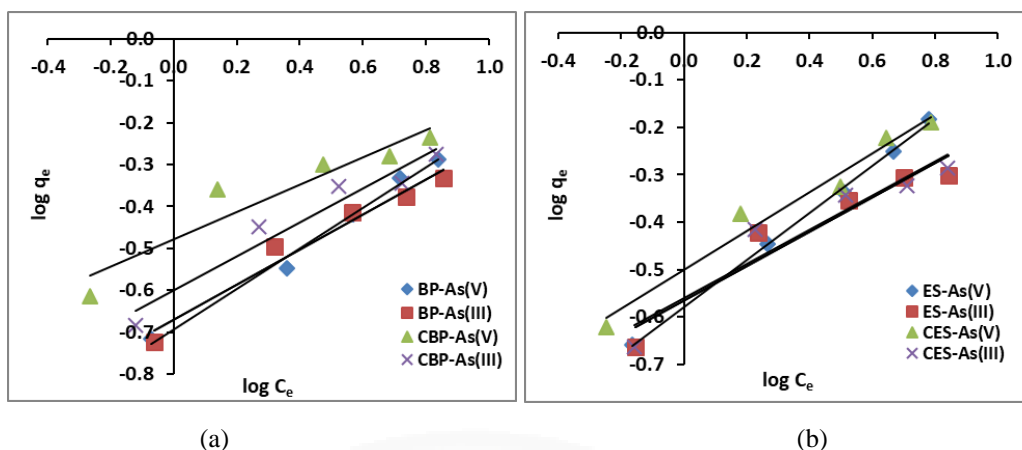 0.0
-0.4 -0.2 0.0 0.2 0.4 0.6 0.8 1.0
-0.1
-0.2
-0.3
-0.4
-0.5
-0.6
-0.7
-0.8
log qe
log Ce
BP-As(V)
BP-As(III)
CBP-As(V)
CBP-As(III)
(a)
0.0
-0.4 -0.2 0.0 0.2 0.4 0.6 0.8 1.0
-0.1
-0.2
-0.3
-0.4
-0.5
-0.6
-0.7
log qe
log Ce
ES-As(V)
ES-As(III)
CES-As(V)
CES-As(III)
(b)